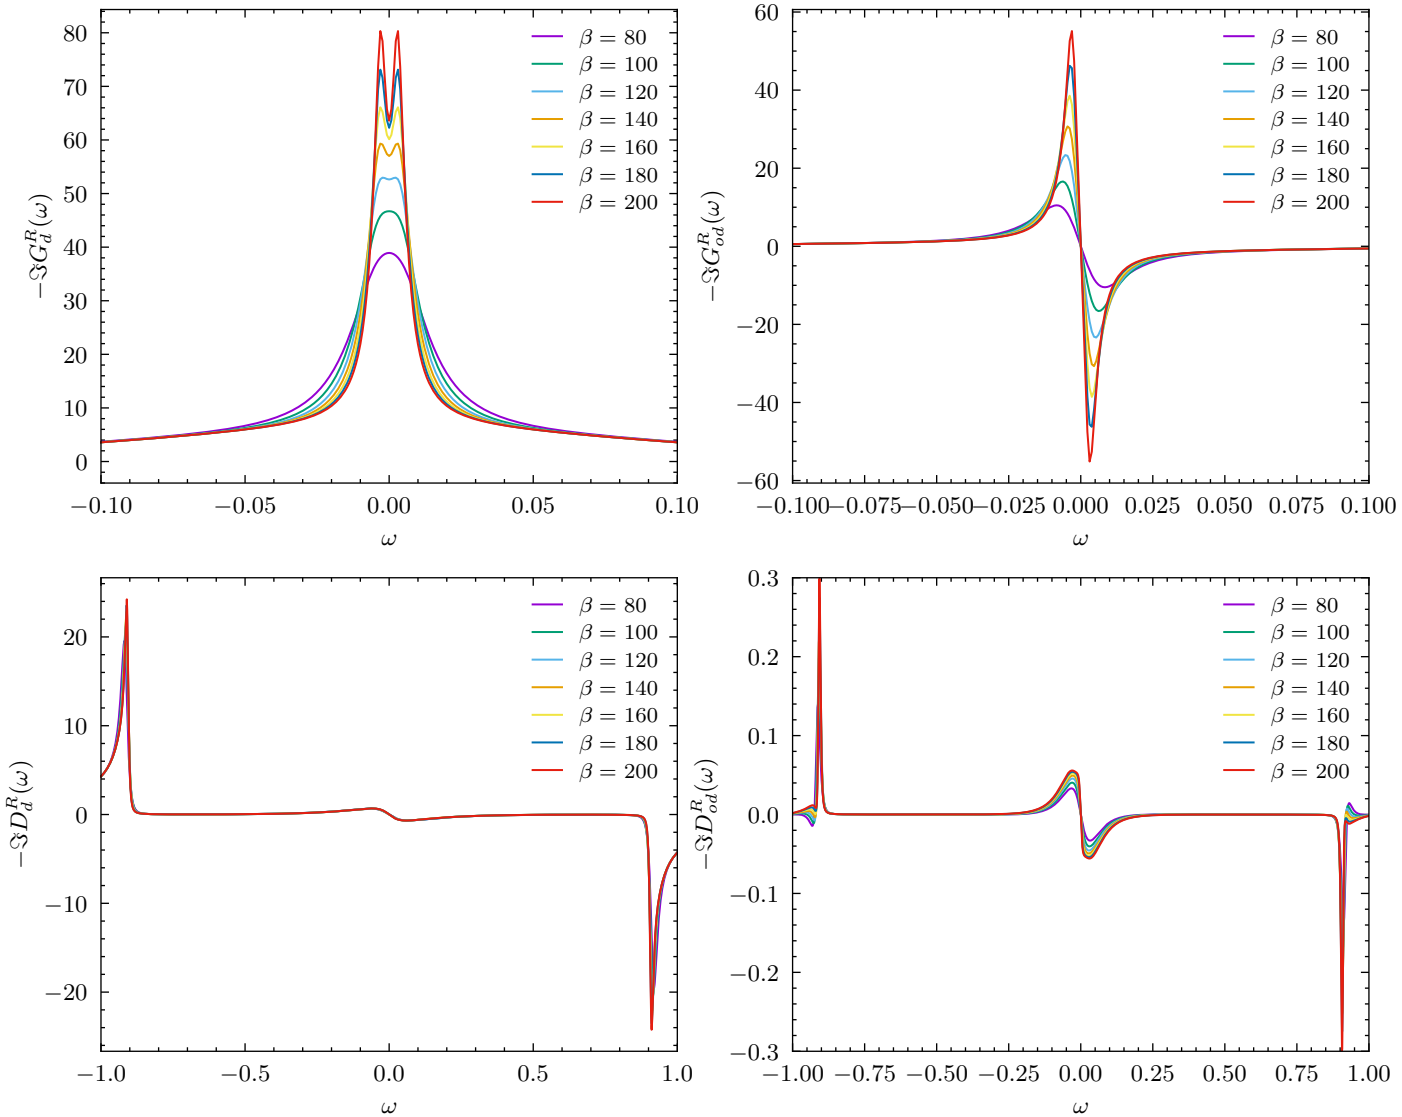 −ℑG_d^R(ω)
80
70
60
50
40
30
20
10
0
β = 80
β = 100
β = 120
β = 140
β = 160
β = 180
β = 200
−0.10
−0.05
0.00
0.05
0.10
ω
−ℑG_od^R(ω)
60
40
20
0
−20
−40
−60
β = 80
β = 100
β = 120
β = 140
β = 160
β = 180
β = 200
−0.100
−0.075
−0.050
−0.025
0.000
0.025
0.050
0.075
0.100
ω
−ℑD_d^R(ω)
20
10
0
−10
−20
β = 80
β = 100
β = 120
β = 140
β = 160
β = 180
β = 200
−1.0
−0.5
0.0
0.5
1.0
ω
−ℑD_od^R(ω)
0.3
0.2
0.1
0.0
−0.1
−0.2
−0.3
β = 80
β = 100
β = 120
β = 140
β = 160
β = 180
β = 200
−1.00
−0.75
−0.50
−0.25
0.00
0.25
0.50
0.75
1.00
ω